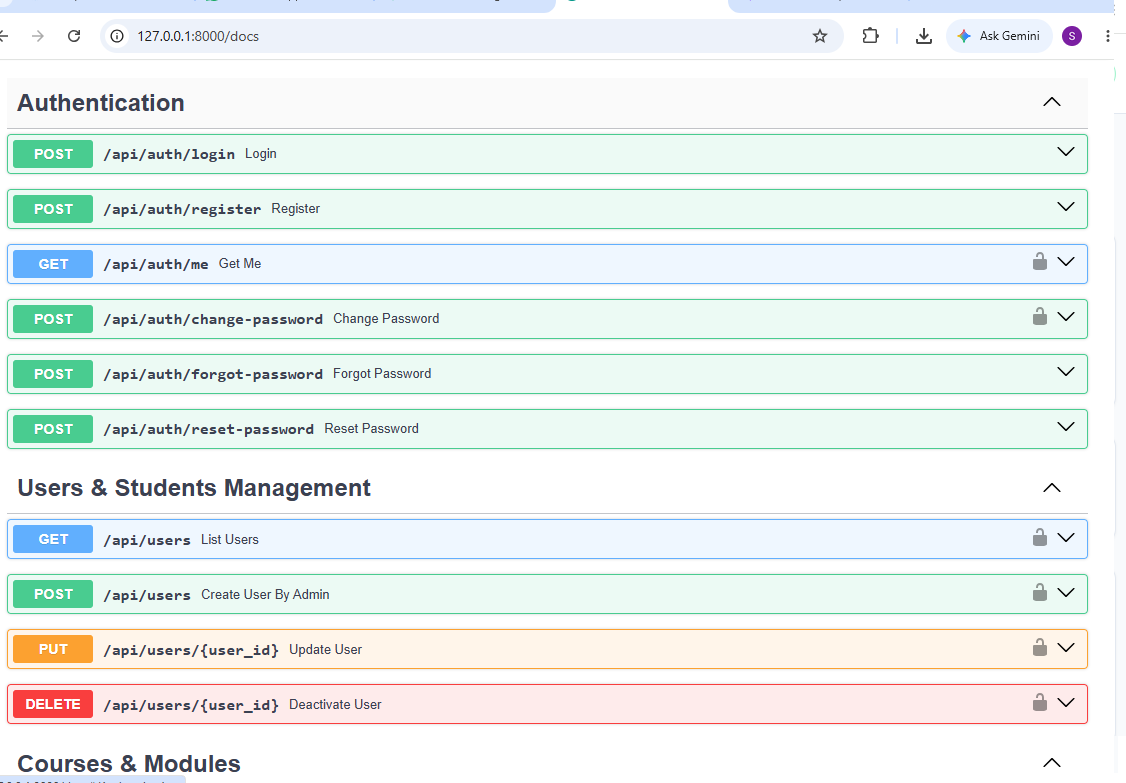 127.0.0.1:8000/docs
Ask Gemini
S
Authentication
POST /api/auth/login Login
POST /api/auth/register Register
GET /api/auth/me Get Me
POST /api/auth/change-password Change Password
POST /api/auth/forgot-password Forgot Password
POST /api/auth/reset-password Reset Password
Users & Students Management
GET /api/users List Users
POST /api/users Create User By Admin
PUT /api/users/{user_id} Update User
DELETE /api/users/{user_id} Deactivate User
Courses & Modules